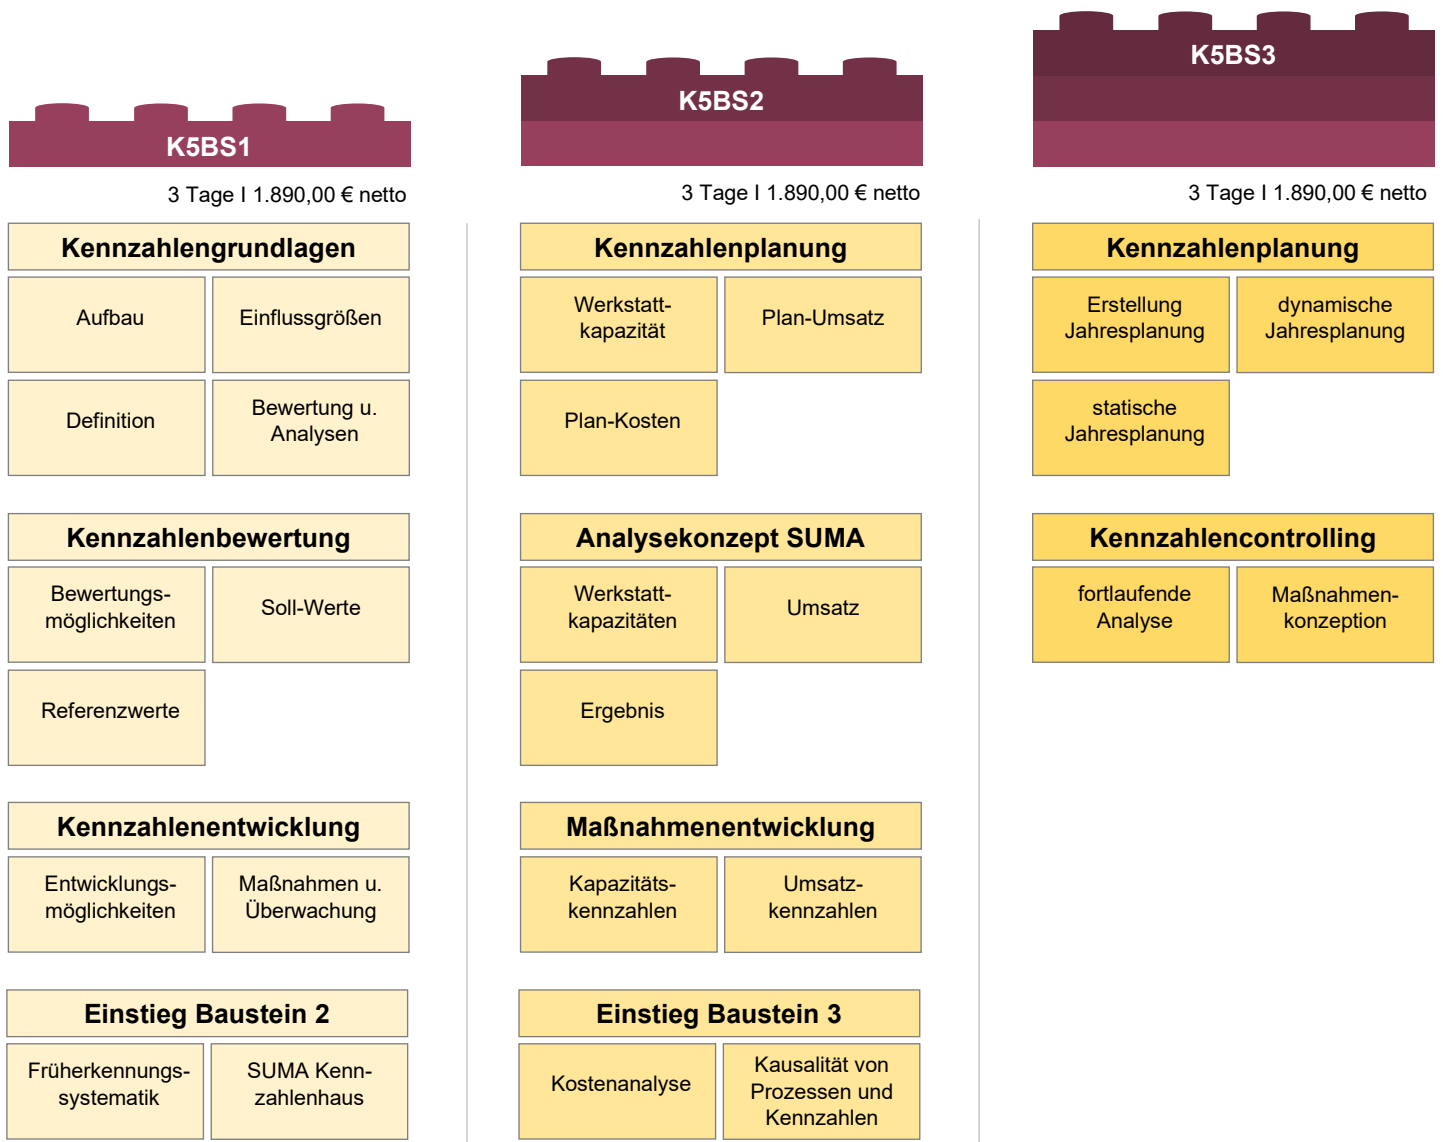 K5BS1
3 Tage I 1.890,00 € netto
Kennzahlengrundlagen
Aufbau
Einflussgrößen
Definition
Bewertung u.
Analysen
Kennzahlenbewertung
Bewertungs-
möglichkeiten
Soll-Werte
Referenzwerte
Kennzahlenentwicklung
Entwicklungs-
möglichkeiten
Maßnahmen u.
Überwachung
Einstieg Baustein 2
Früherkennungs-
systematik
SUMA Kenn-
zahlenhaus
K5BS2
3 Tage I 1.890,00 € netto
Kennzahlenplanung
Werkstatt-
kapazität
Plan-Umsatz
Plan-Kosten
Analysekonzept SUMA
Werkstatt-
kapazitäten
Umsatz
Ergebnis
Maßnahmenentwicklung
Kapazitäts-
kennzahlen
Umsatz-
kennzahlen
Einstieg Baustein 3
Kostenanalyse
Kausalität von
Prozessen und
Kennzahlen
K5BS3
3 Tage I 1.890,00 € netto
Kennzahlenplanung
Erstellung
Jahresplanung
dynamische
Jahresplanung
statische
Jahresplanung
Kennzahlencontrolling
fortlaufende
Analyse
Maßnahmen-
konzeption